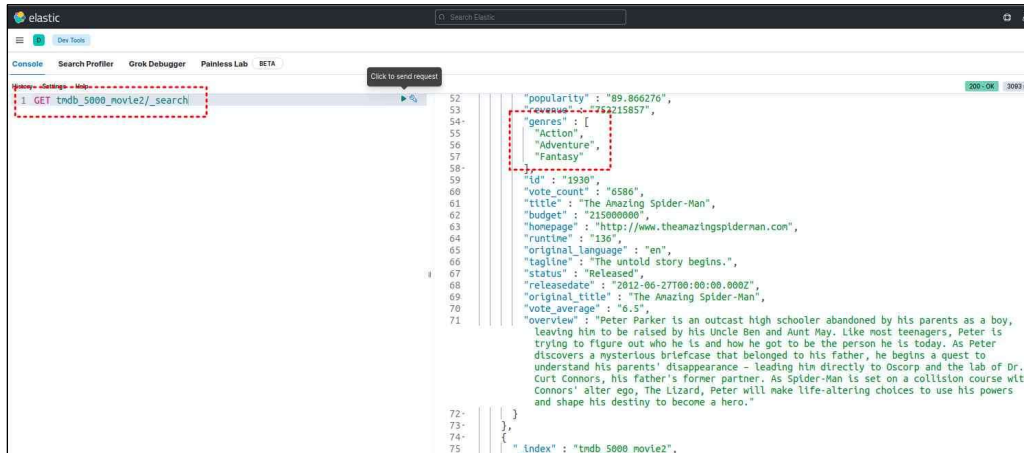 elastic
Search Elastic
D Dev Tools
Console Search Profiler Grok Debugger Painless Lab BETA
Click to send request
History Settings Help
200 - OK 3093
1 GET tmdb_5000_movie2/_search
52 "popularity" : "89.866276",
53 "revenue" : "752215857",
54 "genres" : [
55 "Action",
56 "Adventure",
57 "Fantasy"
58 ],
59 "id" : "1930",
60 "vote_count" : "6586",
61 "title" : "The Amazing Spider-Man",
62 "budget" : "215000000",
63 "homepage" : "http://www.theamazingspiderman.com",
64 "runtime" : "136",
65 "original_language" : "en",
66 "tagline" : "The untold story begins.",
67 "status" : "Released",
68 "releasedate" : "2012-06-27T00:00:00.000Z",
69 "original_title" : "The Amazing Spider-Man",
70 "vote_average" : "6.5",
71 "overview" : "Peter Parker is an outcast high schooler abandoned by his parents as a boy,
leaving him to be raised by his Uncle Ben and Aunt May. Like most teenagers, Peter is
trying to figure out who he is and how he got to be the person he is today. As Peter
discovers a mysterious briefcase that belonged to his father, he begins a quest to
understand his parents' disappearance – leading him directly to Oscorp and the lab of Dr.
Curt Connors, his father's former partner. As Spider-Man is set on a collision course wit
Connors' alter ego, The Lizard, Peter will make life-altering choices to use his powers
and shape his destiny to become a hero."
72 }
73 },
74 {
75 "_index" : "tmdb_5000_movie2",